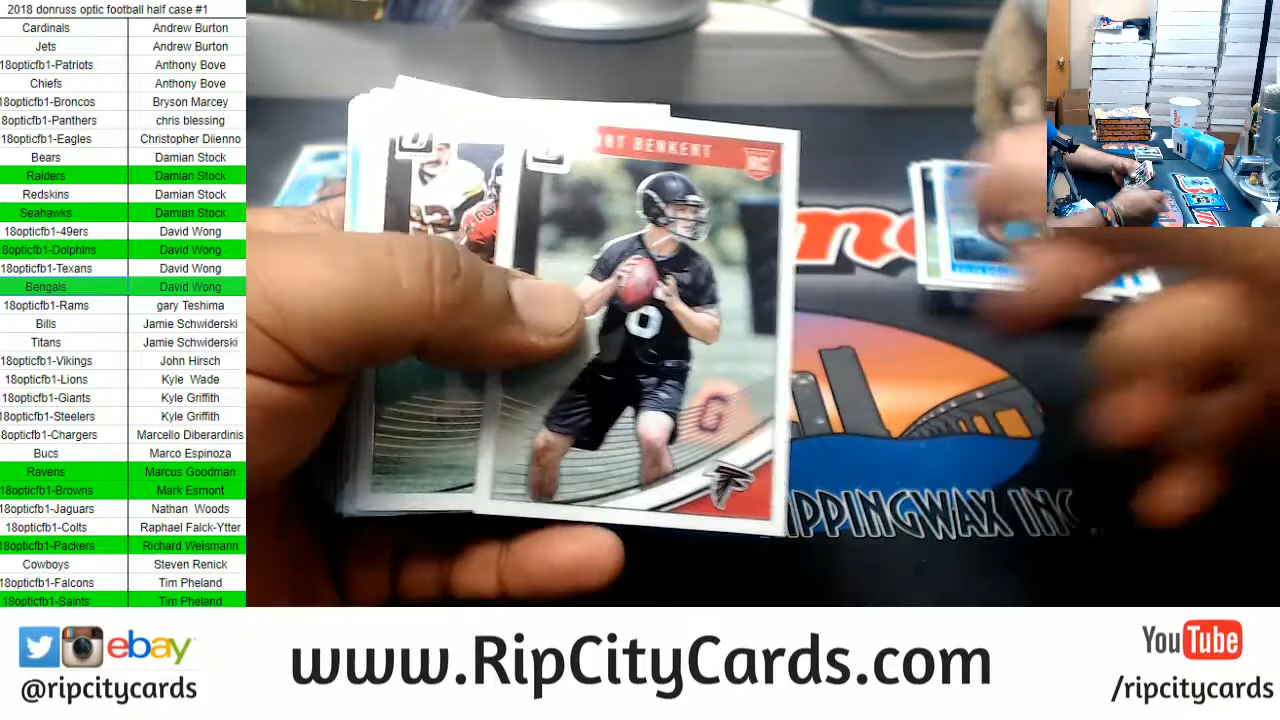 2018 donruss optic football half case #1
Cardinals Andrew Burton
Jets Andrew Burton
18opticfb1-Patriots Anthony Bove
Chiefs Anthony Bove
18opticfb1-Broncos Bryson Marcey
8opticfb1-Panthers chris blessing
18opticfb1-Eagles Christopher Diienno
Bears Damian Stock
Raiders Damian Stock
Redskins Damian Stock
Seahawks Damian Stock
18opticfb1-49ers David Wong
8opticfb1-Dolphins David Wong
18opticfb1-Texans David Wong
Bengals David Wong
18opticfb1-Rams gary Teshima
Bills Jamie Schwiderski
Titans Jamie Schwiderski
18opticfb1-Vikings John Hirsch
18opticfb1-Lions Kyle Wade
18opticfb1-Giants Kyle Griffith
18opticfb1-Steelers Kyle Griffith
8opticfb1-Chargers Marcello Diberardinis
Bucs Marco Espinoza
Ravens Marcus Goodman
18opticfb1-Browns Mark Esmont
18opticfb1-Jaguars Nathan Woods
18opticfb1-Colts Raphael Falck-Ytter
18opticfb1-Packers Richard Weismann
Cowboys Steven Renick
18opticfb1-Falcons Tim Pheland
18opticfb1-Saints Tim Pheland
BENKERT
RC
0
G
IPPINGWAX INC
ebay
@ripcitycards
www.RipCityCards.com
YouTube
/ripcitycards